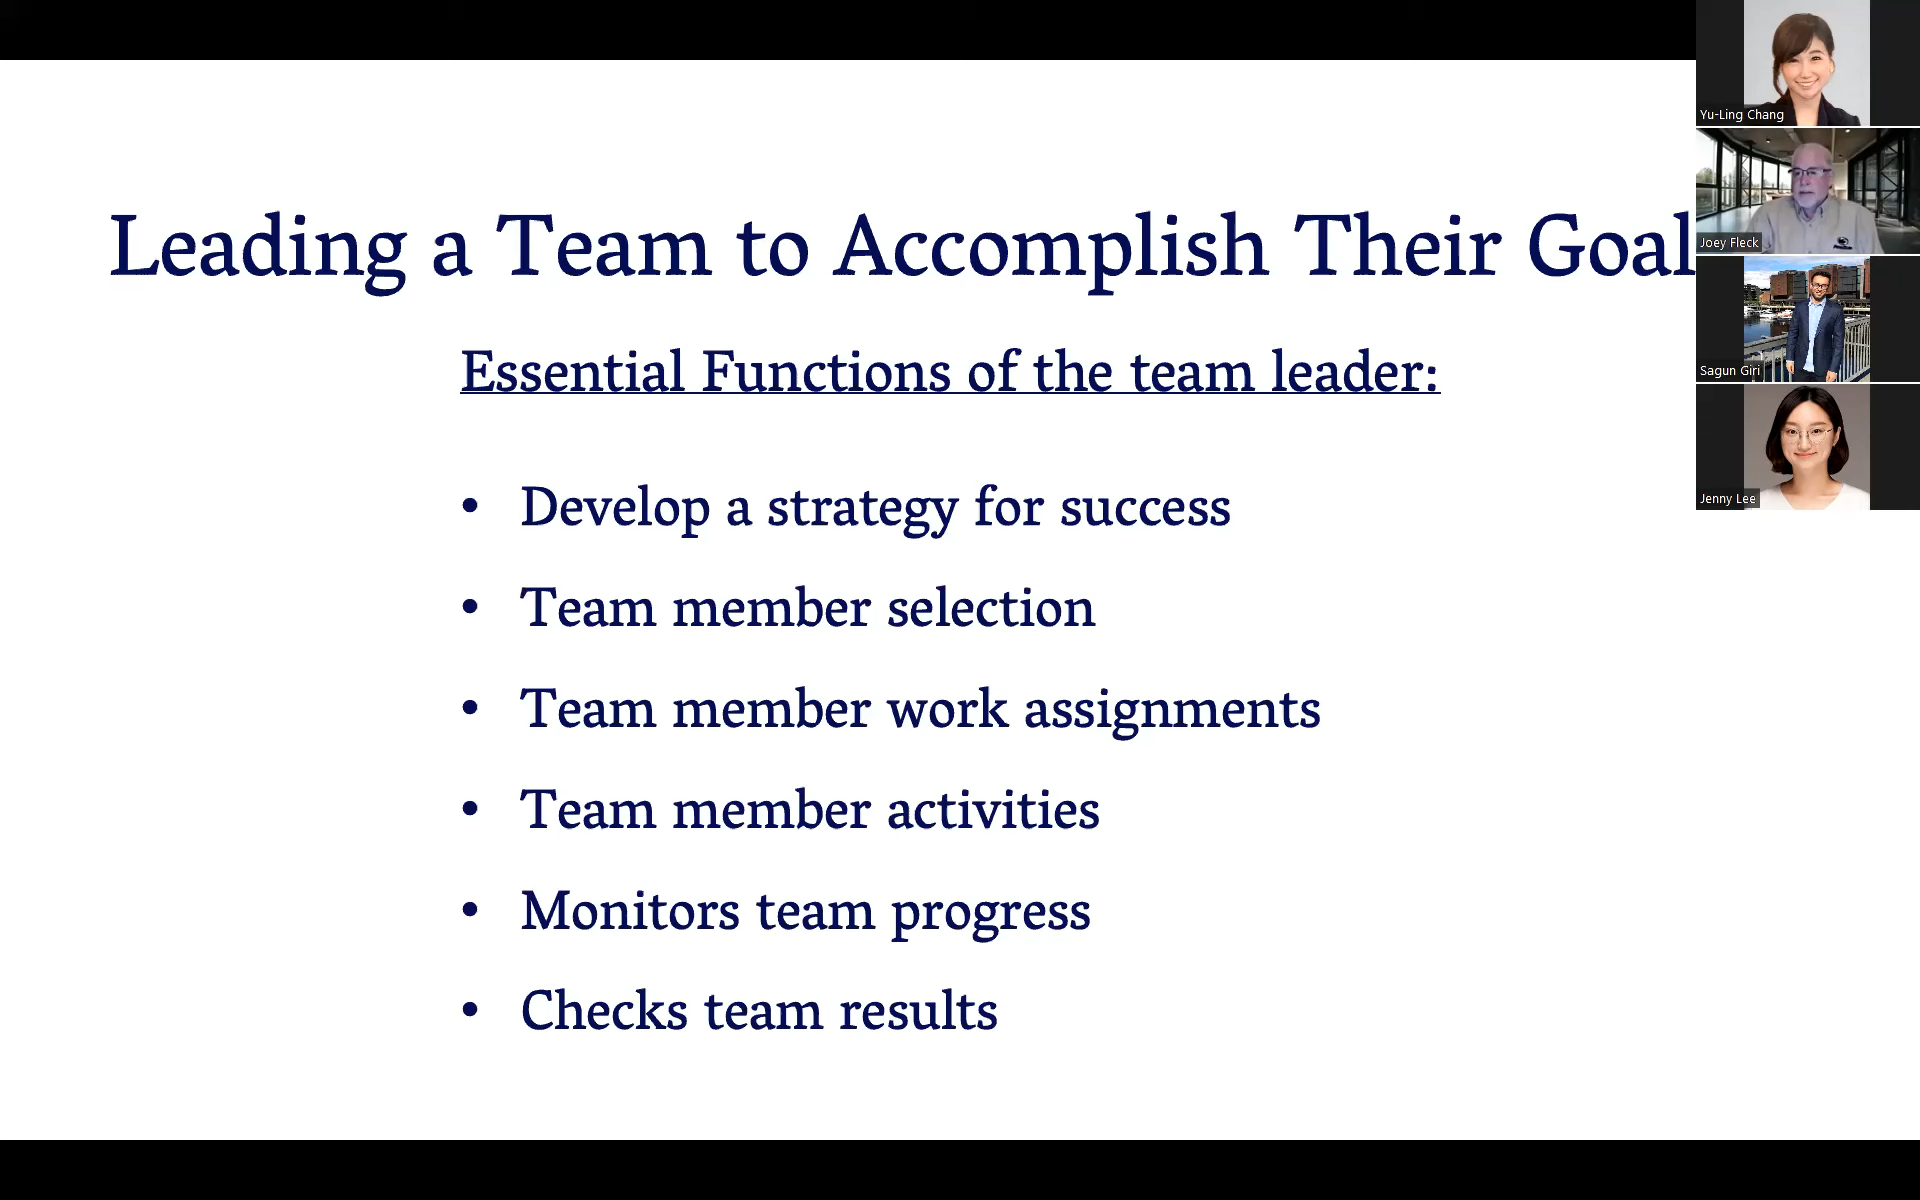 Leading a Team to Accomplish Their Goal
Essential Functions of the team leader:
• Develop a strategy for success
• Team member selection
• Team member work assignments
• Team member activities
• Monitors team progress
• Checks team results
Yu-Ling Chang
Joey Fleck
Sagun Giri
Jenny Lee